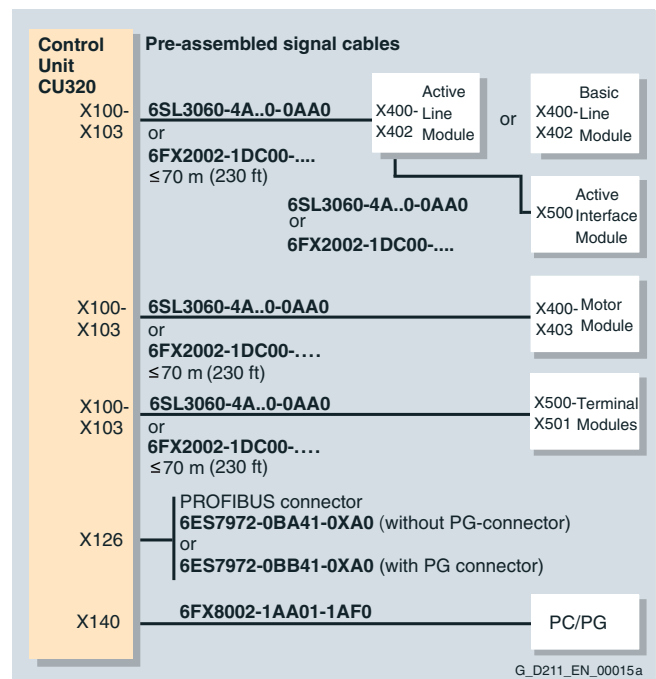 Control
Unit
CU320
Pre-assembled signal cables
X100-
X103
6SL3060-4A..0-0AA0
or
6FX2002-1DC00-....
≤70 m (230 ft)
Active
X400- Line
X402 Module
or
Basic
X400- Line
X402 Module
6SL3060-4A..0-0AA0
or
6FX2002-1DC00-....
Active
X500 Interface
Module
X100-
X103
6SL3060-4A..0-0AA0
or
6FX2002-1DC00-....
≤70 m (230 ft)
X400- Motor
X403 Module
X100-
X103
6SL3060-4A..0-0AA0
or
6FX2002-1DC00-....
≤70 m (230 ft)
X500-Terminal
X501 Modules
X126
PROFIBUS connector
6ES7972-0BA41-0XA0 (without PG-connector)
or
6ES7972-0BB41-0XA0 (with PG connector)
X140
6FX8002-1AA01-1AF0
PC/PG
G_D211_EN_00015a